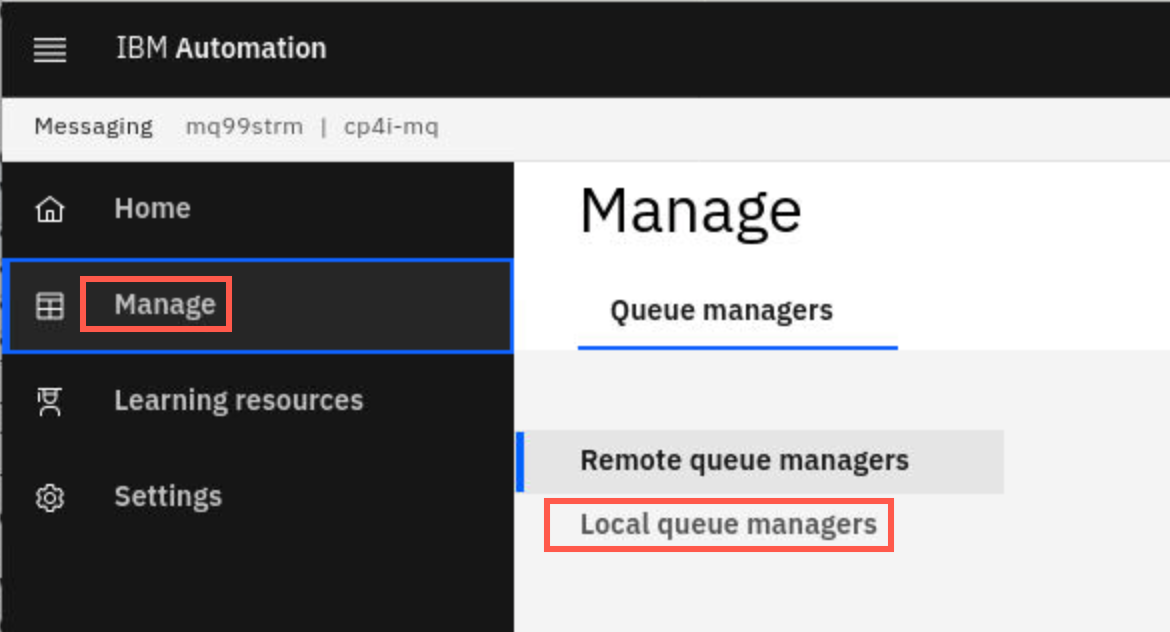 IBM Automation
Messaging mq99strm | cp4i-mq
Home
Manage
Learning resources
Settings
Manage
Queue managers
Remote queue managers
Local queue managers